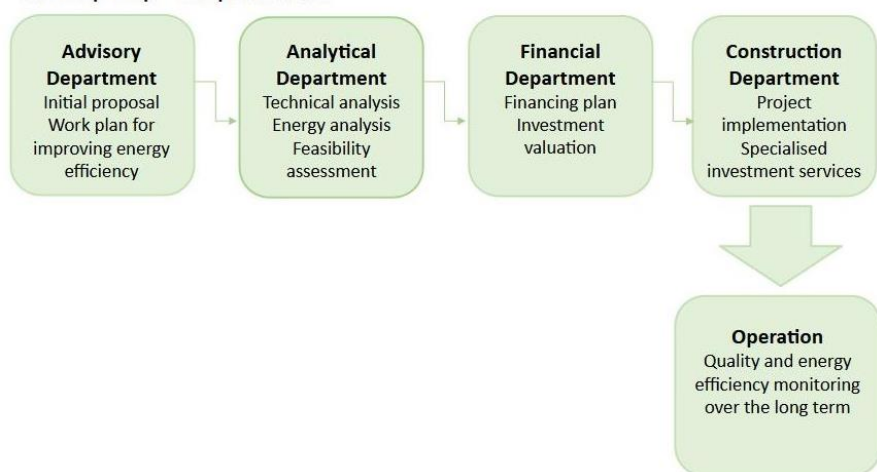 Advisory
Department
Initial proposal
Work plan for
improving energy
efficiency
Analytical
Department
Technical analysis
Energy analysis
Feasibility
assessment
Financial
Department
Financing plan
Investment
valuation
Construction
Department
Project
implementation
Specialised
investment services
Operation
Quality and energy
efficiency monitoring
over the long term